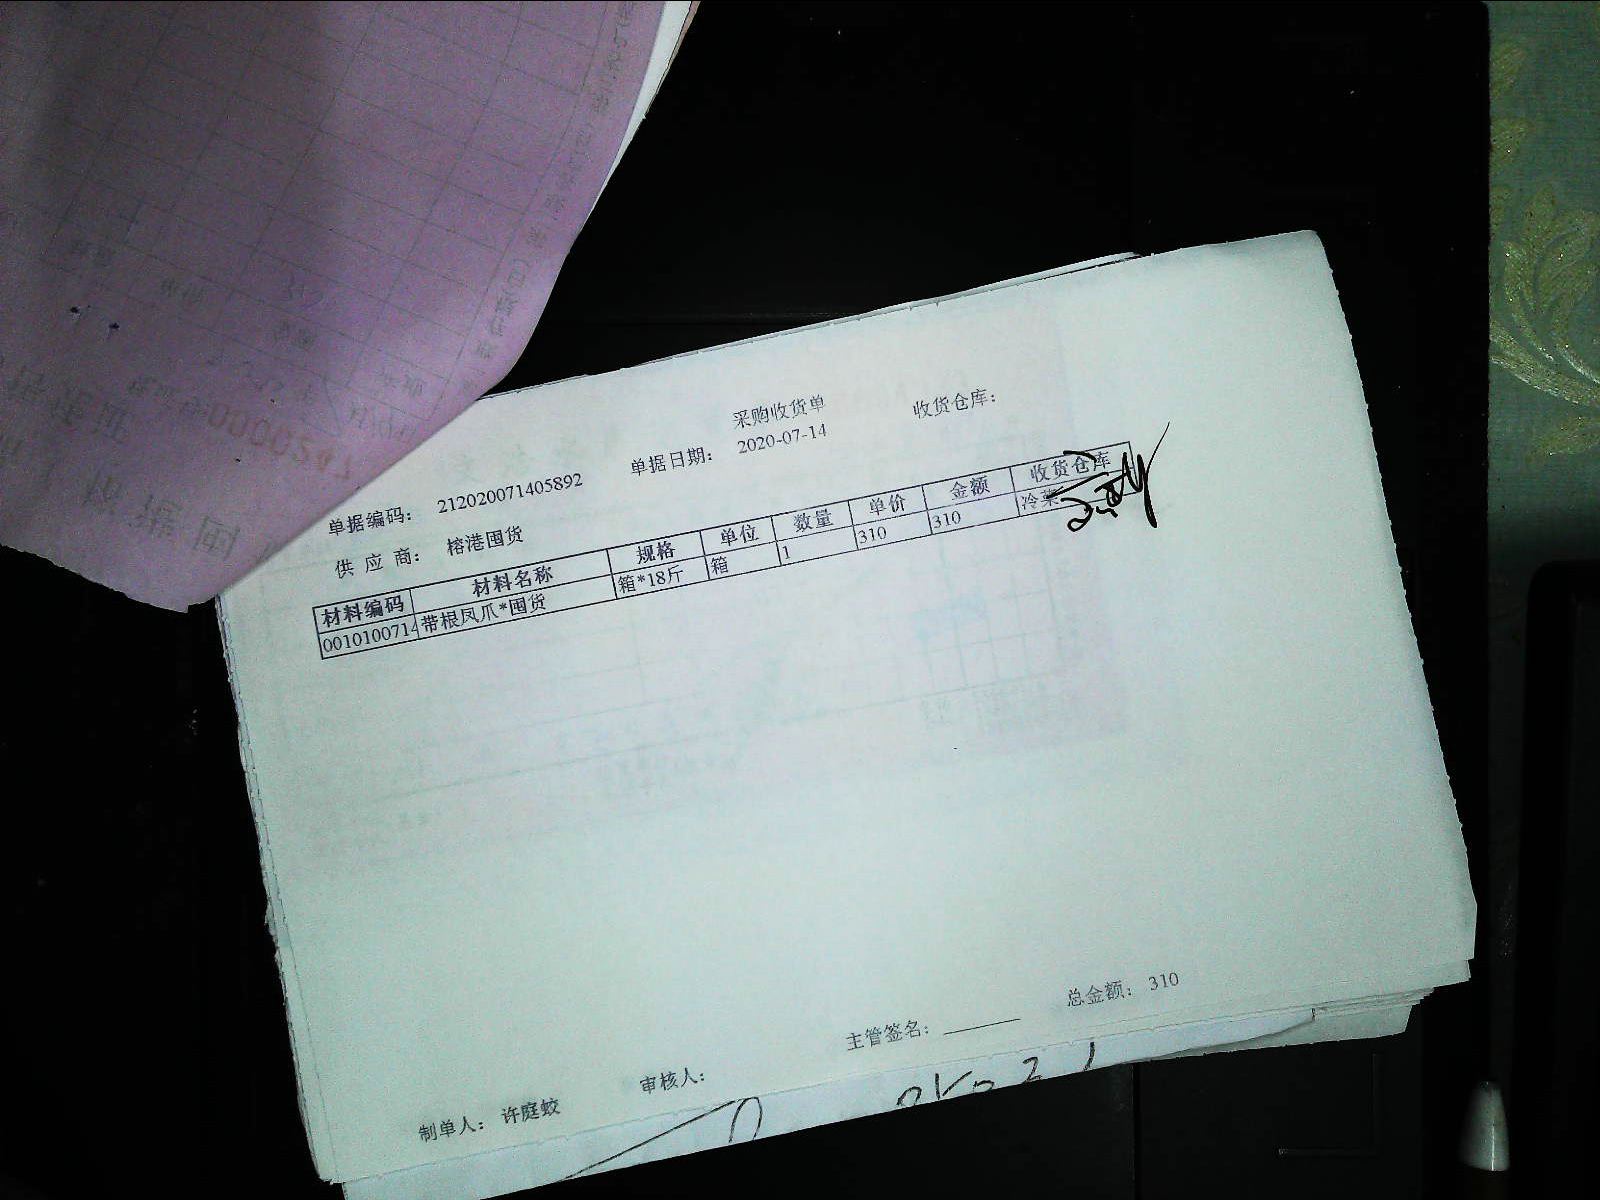 采购收货单
收货仓库：
单据编码： 212020071405892
单据日期： 2020-07-14
供 应 商： 榕港囤货
材料编码 材料名称 规格 单位 数量 单价 金额 收货仓库
0010100714 带根凤爪*囤货 箱*18斤 箱 1 310 310 冷菜
总金额： 310
主管签名：
审核人：
制单人： 许庭蛟